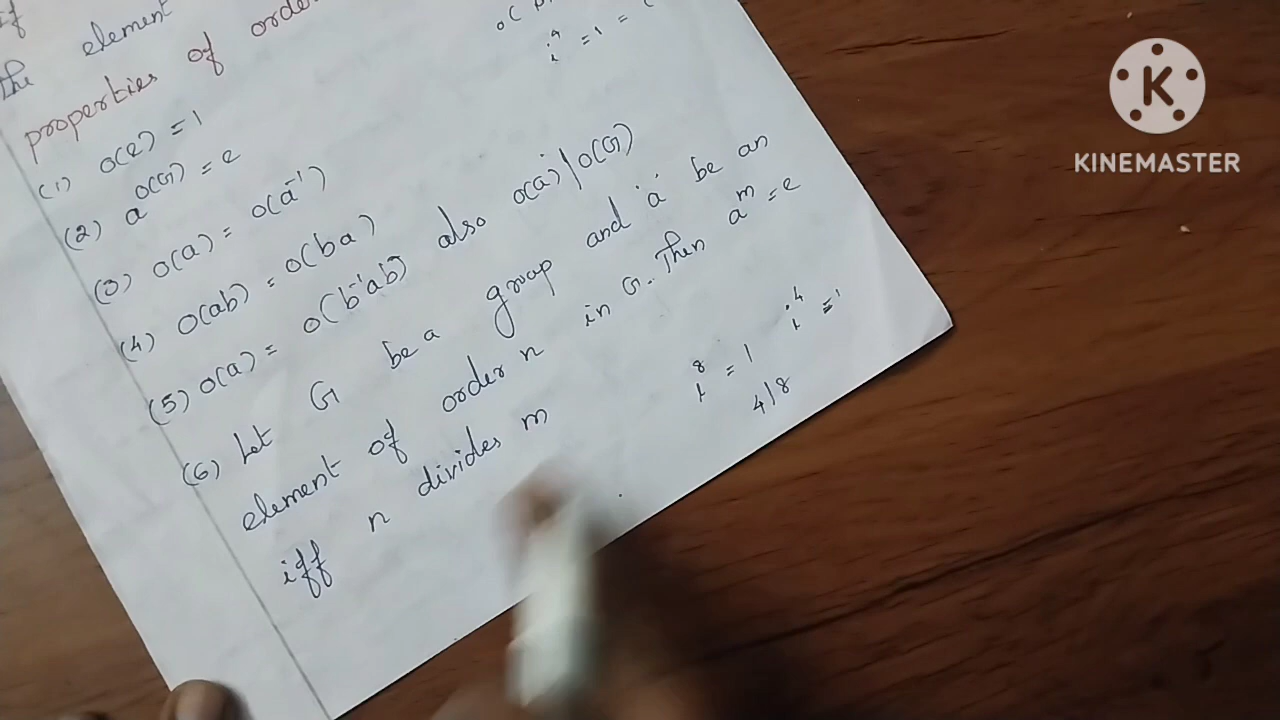 if
the element
properties of order
(1) o(e) = 1
(2) a^o(G) = e
(3) o(a) = o(a^-1)
(4) o(ab) = o(ba)
(5) o(a) = o(b^-1ab) also o(a) | o(G)
(6) Let G be a group and 'a' be an
element of order n in G. Then a^m = e
iff n divides m
i^4 = 1
i^8 = 1 i^4 = 1
4/8
KINEMASTER